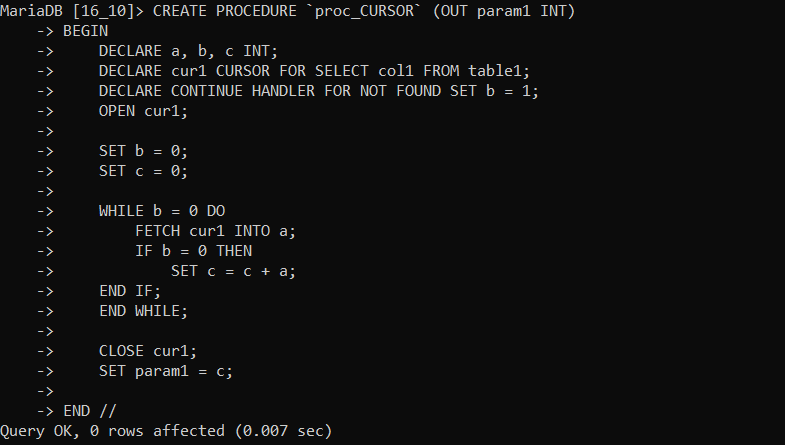 MariaDB [16_10]> CREATE PROCEDURE `proc_CURSOR` (OUT param1 INT)
    -> BEGIN
    ->     DECLARE a, b, c INT;
    ->     DECLARE cur1 CURSOR FOR SELECT col1 FROM table1;
    ->     DECLARE CONTINUE HANDLER FOR NOT FOUND SET b = 1;
    ->     OPEN cur1;
    ->
    ->     SET b = 0;
    ->     SET c = 0;
    ->
    ->     WHILE b = 0 DO
    ->         FETCH cur1 INTO a;
    ->         IF b = 0 THEN
    ->             SET c = c + a;
    ->     END IF;
    ->     END WHILE;
    ->
    ->     CLOSE cur1;
    ->     SET param1 = c;
    ->
    -> END //
Query OK, 0 rows affected (0.007 sec)